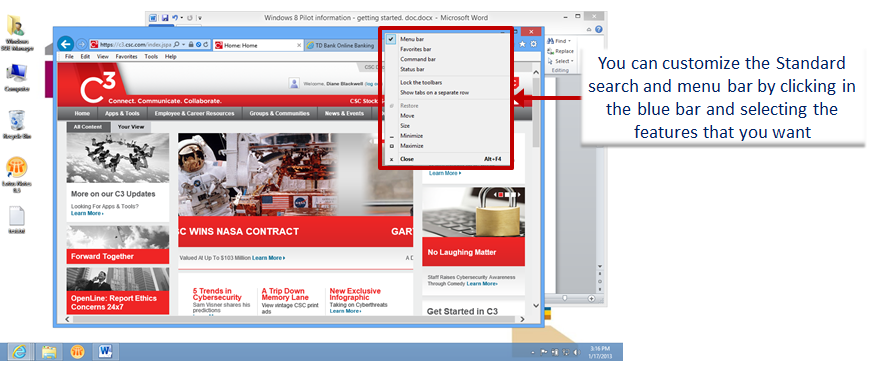 Windows 8 Pilot information - getting started. doc.docx - Microsoft Word
https://c3.csc.com/index.jspa
Home: Home
TD Bank Online Banking
File Edit View Favorites Tools Help
Menu bar
Favorites bar
Command bar
Status bar
Lock the toolbars
Show tabs on a separate row
Restore
Move
Size
Minimize
Maximize
Close Alt+F4
Find
Replace
Select
Editing
You can customize the Standard
search and menu bar by clicking in
the blue bar and selecting the
features that you want
Computer
Recycle Bin
Lotus Notes
8.5
Welcome, Diane Blackwell (log o
C3
Connect. Communicate. Collaborate.
CSC Stock
Home Apps & Tools Employee & Career Resources Groups & Communities News & Events
All Content Your View
More on our C3 Updates
Looking For Apps & Tools?
Learn More
Learn More
SC WINS NASA CONTRACT
GAR
Valued At Up To $103 Million Learn More
A D
No Laughing Matter
Staff Raises Cybersecurity Awareness
Through Comedy Learn More
Forward Together
OpenLine: Report Ethics
Concerns 24x7
5 Trends in
Cybersecurity
Sam Visner shares his
predictions
A Trip Down
Memory Lane
View vintage CSC print
ads
New Exclusive
Infographic
Taking on Cyberthreats
Learn More
Get Started in C3
3:16 PM
1/17/2013